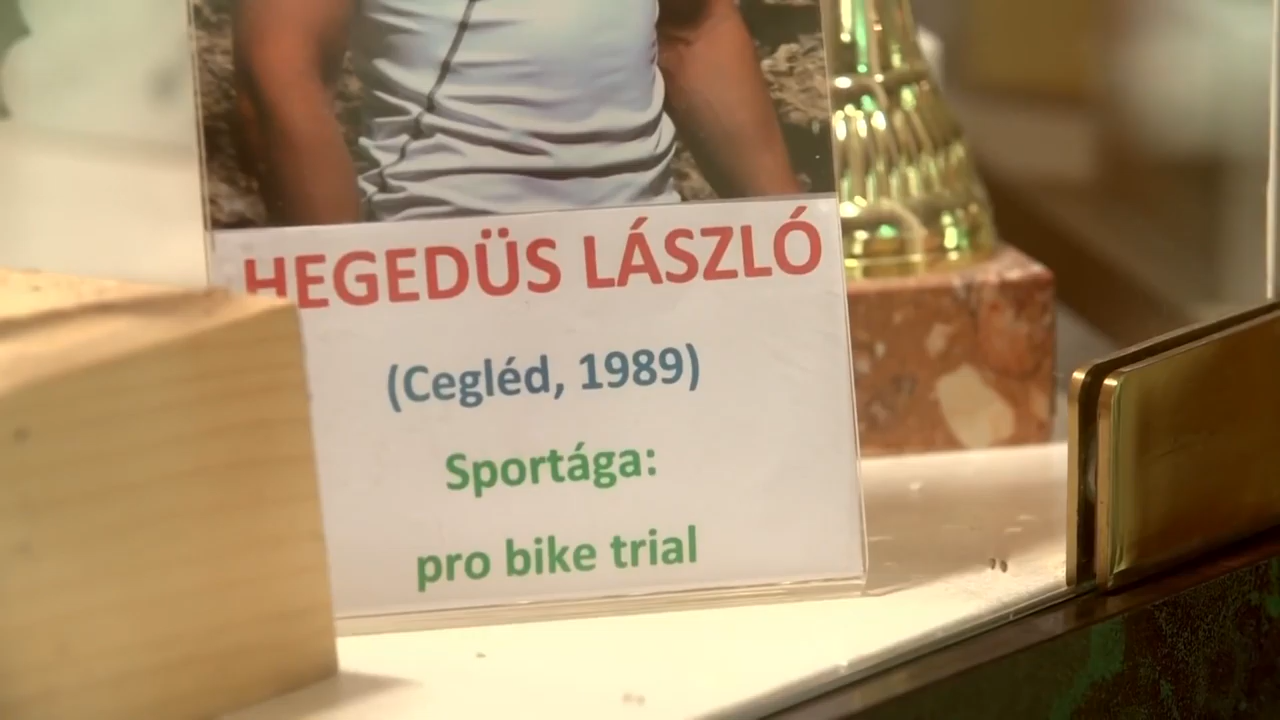 HEGEDÜS LÁSZLÓ
(Cegléd, 1989)
Sportága:
pro bike trial